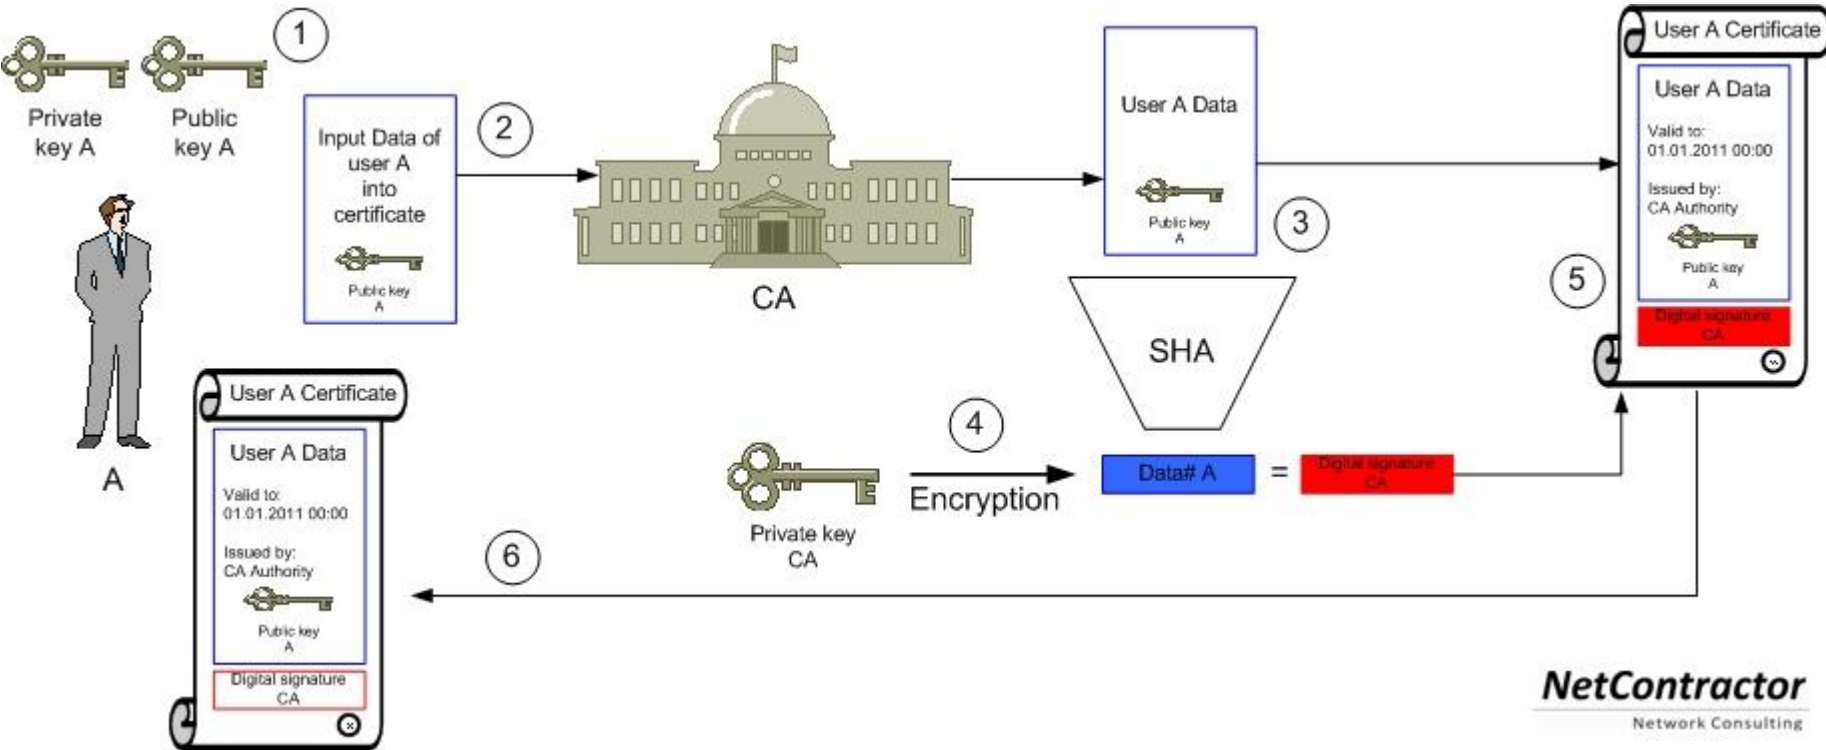 1
Private
key A
Public
key A
Input Data of
user A
into
certificate
Public key
A
2
CA
User A Data
Public key
A
3
SHA
User A Certificate
User A Data
Valid to:
01.01.2011 00:00
Issued by:
CA Authority
Public key
A
Digital signature
CA
5
A
4
Private key
CA
Encryption
Data# A
=
Digital signature
CA
6
User A Certificate
User A Data
Valid to:
01.01.2011 00:00
Issued by:
CA Authority
Public key
A
Digital signature
CA
NetContractor
Network Consulting